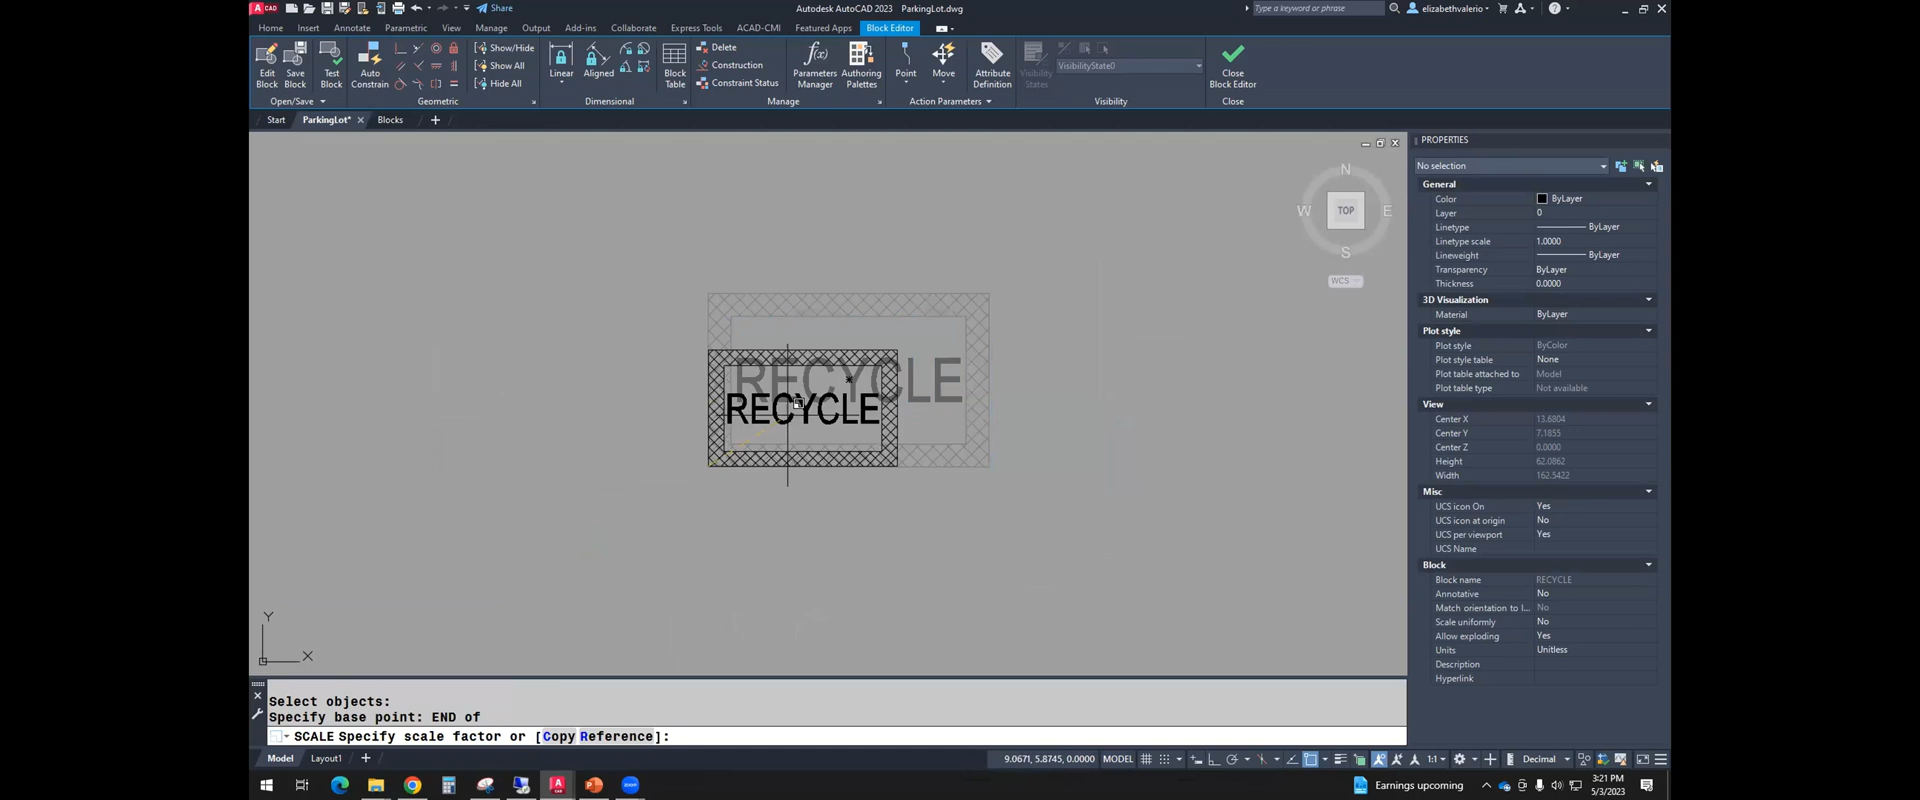 CAD
Share
Autodesk AutoCAD 2023 ParkingLot.dwg
Type a keyword or phrase
elizabethvalerio
Home Insert Annotate Parametric View Manage Output Add-ins Collaborate Express Tools ACAD-CMI Featured Apps Block Editor
Edit Block
Save Block
Test Block
Auto Constrain
Show/Hide
Show All
Hide All
Linear
Aligned
Block Table
Delete
Construction
Constraint Status
Parameters Manager
Authoring Palettes
Point
Move
Attribute Definition
Visibility States
VisibilityState0
Close Block Editor
Open/Save Geometric Dimensional Manage Action Parameters Visibility Close
Start ParkingLot* Blocks
N
W TOP E
S
WCS
RECYCLE
RECYCLE
Y
X
PROPERTIES
No selection
General
Color ByLayer
Layer 0
Linetype ByLayer
Linetype scale 1.0000
Lineweight ByLayer
Transparency ByLayer
Thickness 0.0000
3D Visualization
Material ByLayer
Plot style
Plot style ByColor
Plot style table None
Plot table attached to Model
Plot table type Not available
View
Center X 13.6804
Center Y 7.1855
Center Z 0.0000
Height 62.0862
Width 162.5422
Misc
UCS icon On Yes
UCS icon at origin No
UCS per viewport Yes
UCS Name
Block
Block name RECYCLE
Annotative No
Match orientation to l... No
Scale uniformly No
Allow exploding Yes
Units Unitless
Description
Hyperlink
Select objects:
Specify base point: END of
SCALE Specify scale factor or [Copy Reference]:
Model Layout1
9.0671, 5.8745, 0.0000 MODEL
1:1
Decimal
Earnings upcoming
3:21 PM
5/3/2023